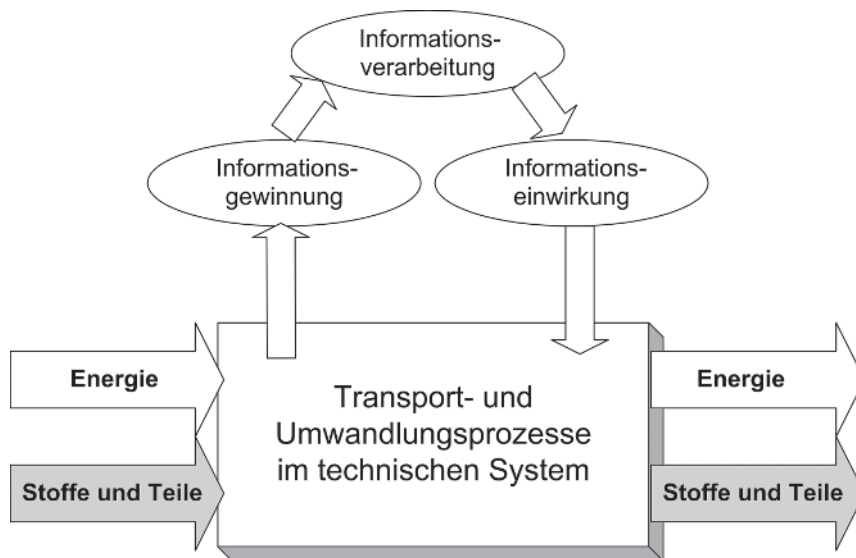 Informations-
verarbeitung
Informations-
gewinnung
Informations-
einwirkung
Energie
Transport- und
Umwandlungsprozesse
im technischen System
Energie
Stoffe und Teile
Stoffe und Teile